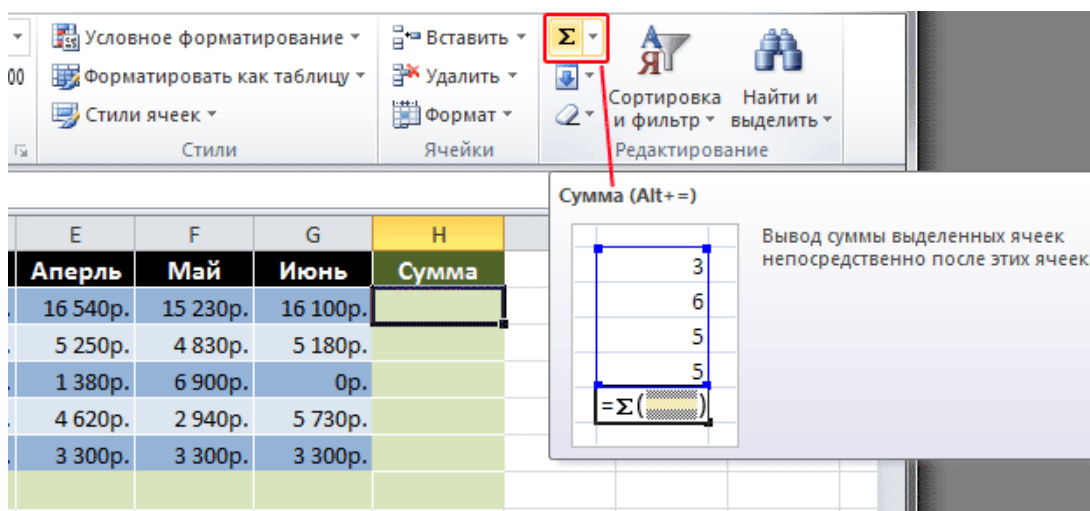 Условное форматирование
Вставить
Σ
00
Форматировать как таблицу
Удалить
Сортировка и фильтр
Найти и выделить
Стили ячеек
Формат
Стили
Ячейки
Редактирование
Сумма (Alt+=)
Вывод суммы выделенных ячеек
непосредственно после этих ячеек
3
6
5
5
=Σ( )
E F G H
Аперль Май Июнь Сумма
16 540р. 15 230р. 16 100р.
5 250р. 4 830р. 5 180р.
1 380р. 6 900р. 0р.
4 620р. 2 940р. 5 730р.
3 300р. 3 300р. 3 300р.